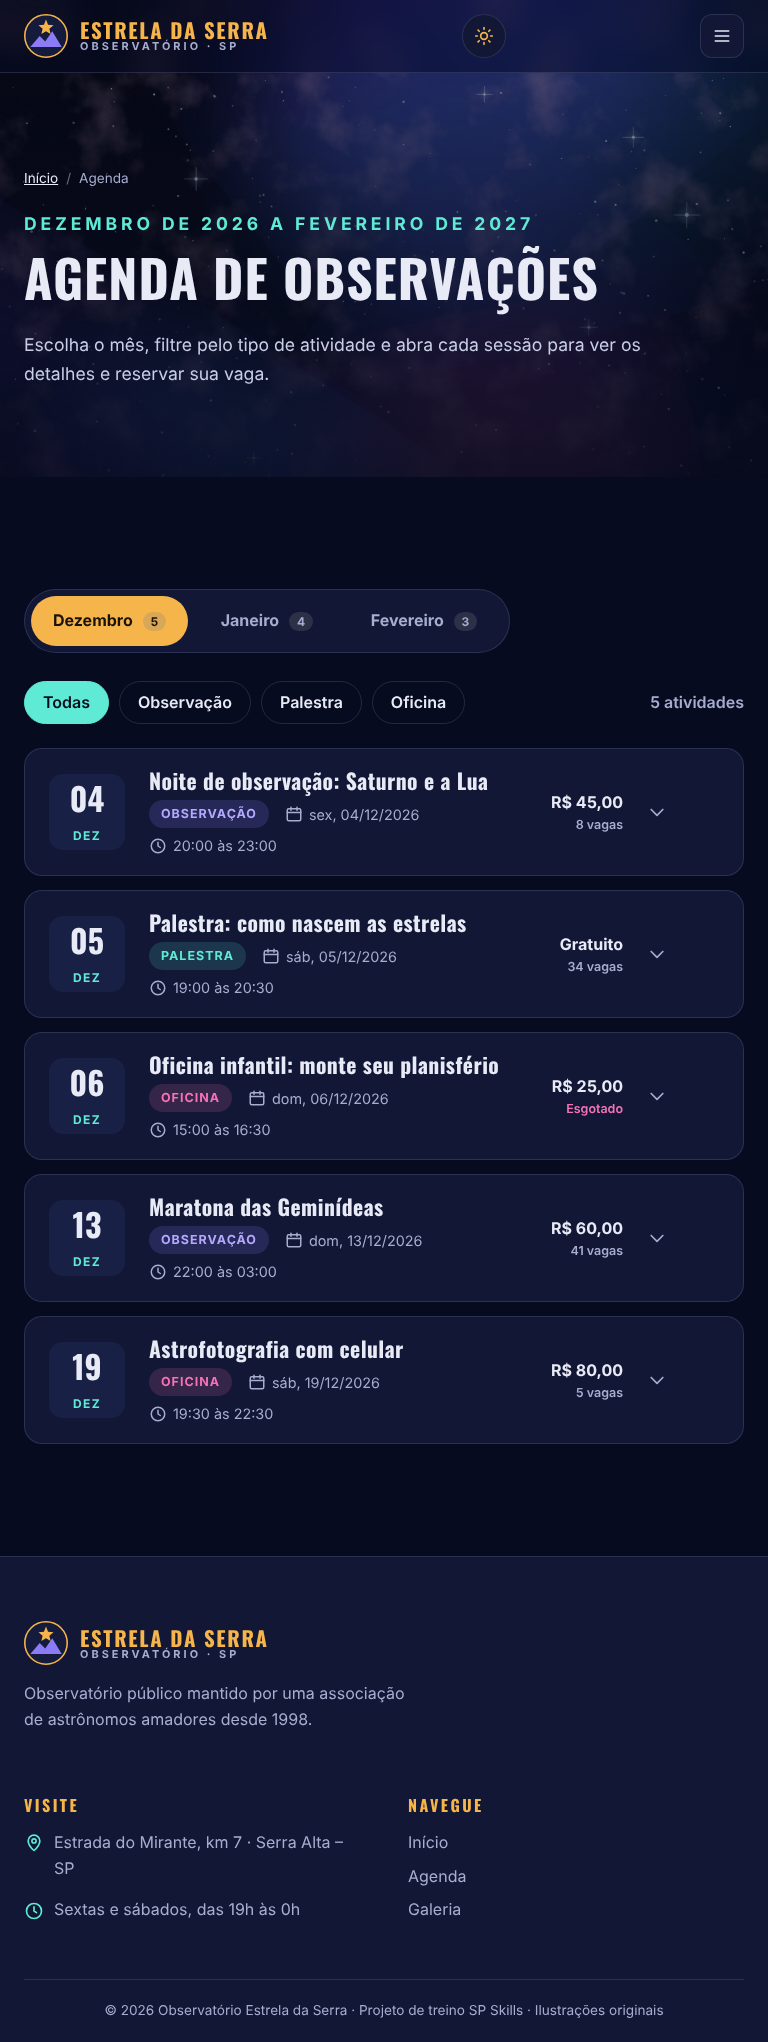 ESTRELA DA SERRA
OBSERVATÓRIO · SP
Início / Agenda
DEZEMBRO DE 2026 A FEVEREIRO DE 2027
AGENDA DE OBSERVAÇÕES
Escolha o mês, filtre pelo tipo de atividade e abra cada sessão para ver os
detalhes e reservar sua vaga.
Dezembro 5 Janeiro 4 Fevereiro 3
Todas Observação Palestra Oficina 5 atividades
04
DEZ
Noite de observação: Saturno e a Lua
OBSERVAÇÃO sex, 04/12/2026
20:00 às 23:00
R$ 45,00
8 vagas
05
DEZ
Palestra: como nascem as estrelas
PALESTRA sáb, 05/12/2026
19:00 às 20:30
Gratuito
34 vagas
06
DEZ
Oficina infantil: monte seu planisfério
OFICINA dom, 06/12/2026
15:00 às 16:30
R$ 25,00
Esgotado
13
DEZ
Maratona das Geminídeas
OBSERVAÇÃO dom, 13/12/2026
22:00 às 03:00
R$ 60,00
41 vagas
19
DEZ
Astrofotografia com celular
OFICINA sáb, 19/12/2026
19:30 às 22:30
R$ 80,00
5 vagas
ESTRELA DA SERRA
OBSERVATÓRIO · SP
Observatório público mantido por uma associação
de astrônomos amadores desde 1998.
VISITE
Estrada do Mirante, km 7 · Serra Alta –
SP
Sextas e sábados, das 19h às 0h
NAVEGUE
Início
Agenda
Galeria
© 2026 Observatório Estrela da Serra · Projeto de treino SP Skills · Ilustrações originais